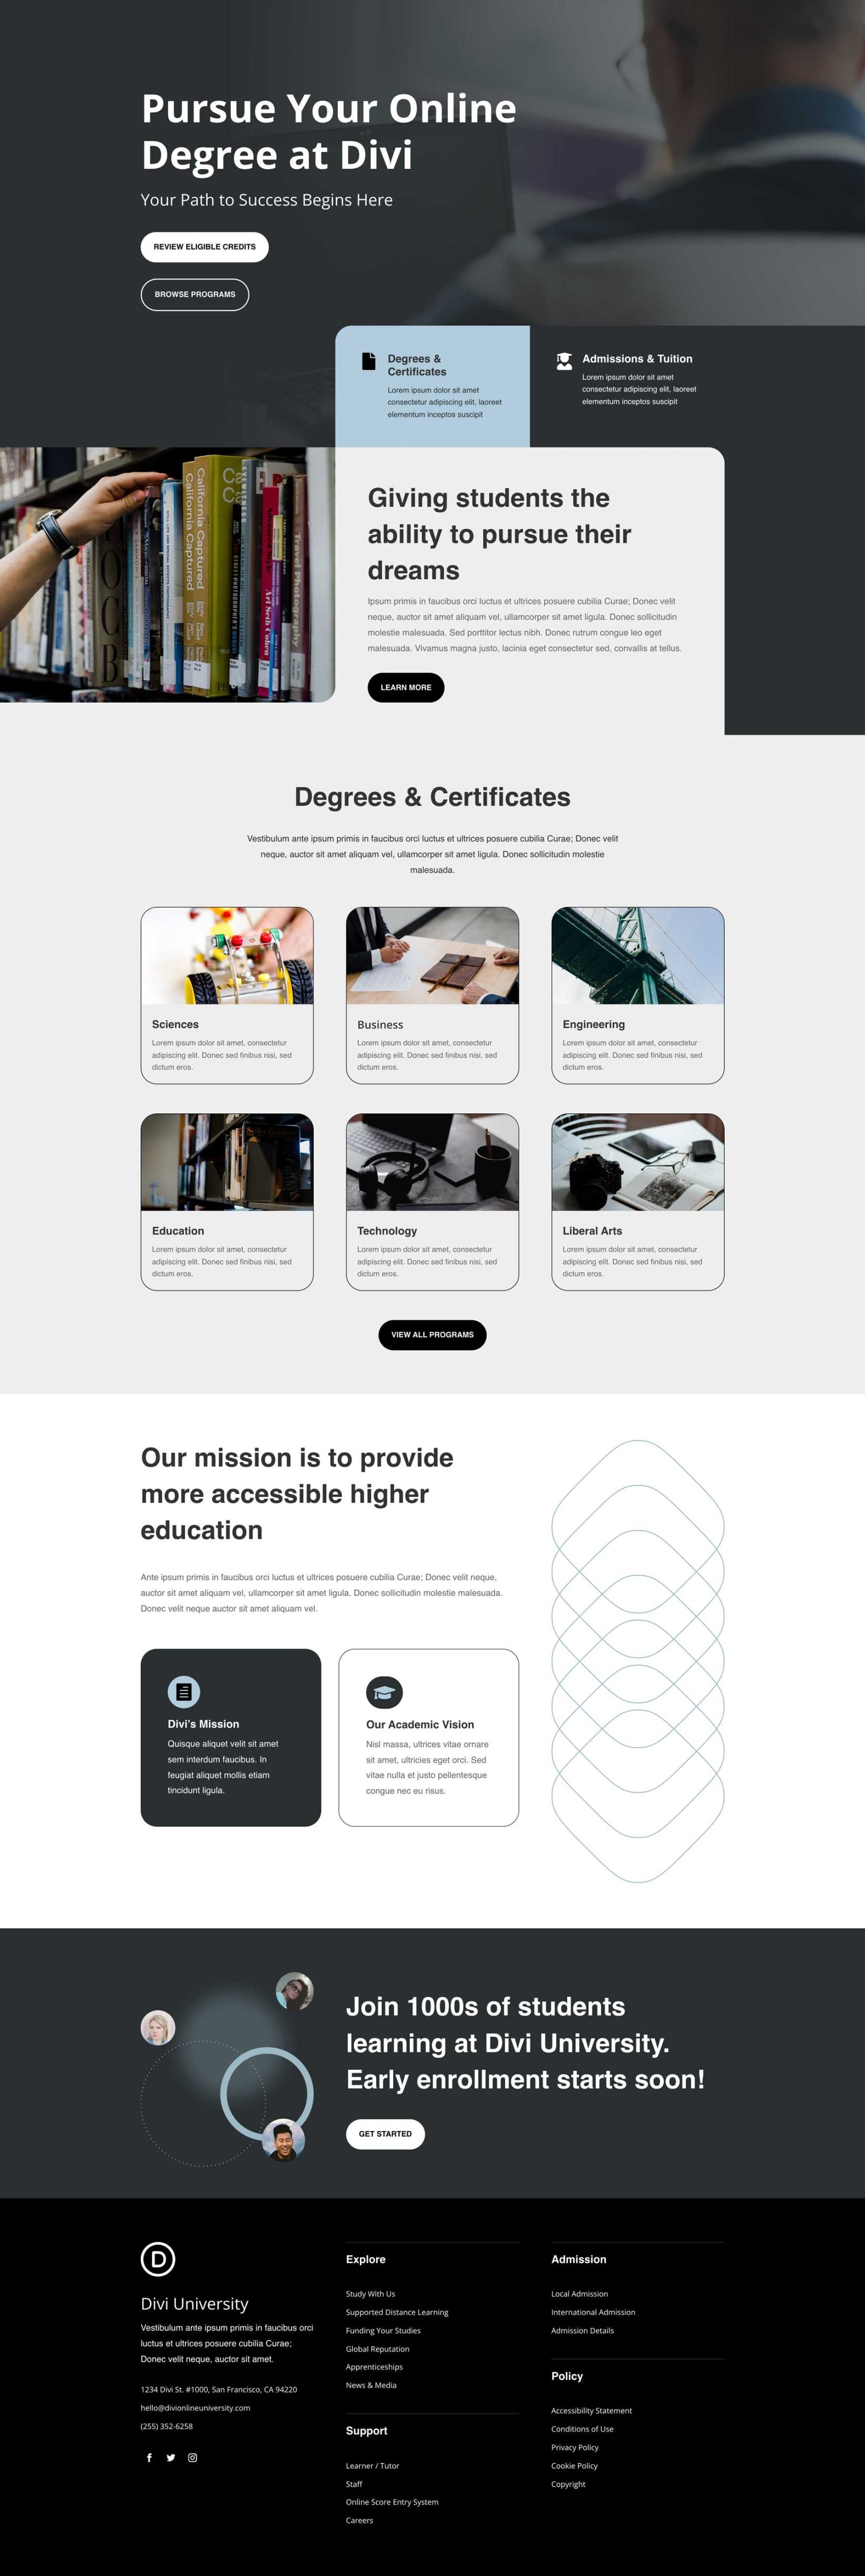 Pursue Your Online
Degree at Divi
Your Path to Success Begins Here
REVIEW ELIGIBLE CREDITS
BROWSE PROGRAMS
Degrees &
Certificates
Lorem ipsum dolor sit amet
consectetur adipiscing elit, laoreet
elementum inceptos suscipit
Admissions & Tuition
Lorem ipsum dolor sit amet
consectetur adipiscing elit, laoreet
elementum inceptos suscipit
California Captured
California Captured
Art Seth Cohen
Travel Photography
Giving students the
ability to pursue their
dreams
Ipsum primis in faucibus orci luctus et ultrices posuere cubilia Curae; Donec velit
neque, auctor sit amet aliquam vel, ullamcorper sit amet ligula. Donec sollicitudin
molestie malesuada. Sed porttitor lectus nibh. Donec rutrum congue leo eget
malesuada. Vivamus magna justo, lacinia eget consectetur sed, convallis at tellus.
LEARN MORE
Degrees & Certificates
Vestibulum ante ipsum primis in faucibus orci luctus et ultrices posuere cubilia Curae; Donec velit
neque, auctor sit amet aliquam vel, ullamcorper sit amet ligula. Donec sollicitudin molestie
malesuada.
Sciences
Lorem ipsum dolor sit amet, consectetur
adipiscing elit. Donec sed finibus nisi, sed
dictum eros.
Business
Lorem ipsum dolor sit amet, consectetur
adipiscing elit. Donec sed finibus nisi, sed
dictum eros.
Engineering
Lorem ipsum dolor sit amet, consectetur
adipiscing elit. Donec sed finibus nisi, sed
dictum eros.
Education
Lorem ipsum dolor sit amet, consectetur
adipiscing elit. Donec sed finibus nisi, sed
dictum eros.
Technology
Lorem ipsum dolor sit amet, consectetur
adipiscing elit. Donec sed finibus nisi, sed
dictum eros.
Liberal Arts
Lorem ipsum dolor sit amet, consectetur
adipiscing elit. Donec sed finibus nisi, sed
dictum eros.
VIEW ALL PROGRAMS
Our mission is to provide
more accessible higher
education
Ante ipsum primis in faucibus orci luctus et ultrices posuere cubilia Curae; Donec velit neque,
auctor sit amet aliquam vel, ullamcorper sit amet ligula. Donec sollicitudin molestie malesuada.
Donec velit neque auctor sit amet aliquam vel.
Divi's Mission
Quisque aliquet velit sit amet
sem interdum faucibus. In
feugiat aliquet mollis etiam
tincidunt ligula.
Our Academic Vision
Nisl massa, ultrices vitae ornare
sit amet, ultricies eget orci. Sed
vitae nulla et justo pellentesque
congue nec eu risus.
Join 1000s of students
learning at Divi University.
Early enrollment starts soon!
GET STARTED
D
Divi University
Vestibulum ante ipsum primis in faucibus orci
luctus et ultrices posuere cubilia Curae;
Donec velit neque, auctor sit amet.
1234 Divi St. #1000, San Francisco, CA 94220
hello@divionlineuniversity.com
(255) 352-6258
Explore
Study With Us
Supported Distance Learning
Funding Your Studies
Global Reputation
Apprenticeships
News & Media
Support
Learner / Tutor
Staff
Online Score Entry System
Careers
Admission
Local Admission
International Admission
Admission Details
Policy
Accessibility Statement
Conditions of Use
Privacy Policy
Cookie Policy
Copyright